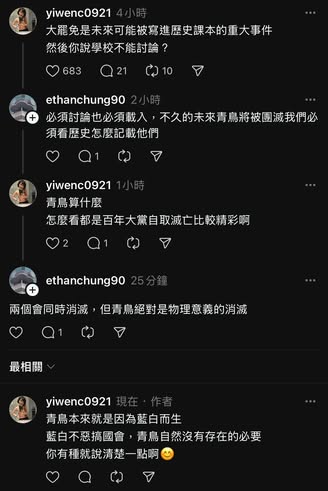 yiwenc0921 4小時
大罷免是未來可能被寫進歷史課本的重大事件
然後你說學校不能討論？
683 21 10
ethanchung90 2小時
必須討論也必須載入，不久的未來青鳥將被團滅我們必
須看歷史怎麼記載他們
1
yiwenc0921 1小時
青鳥算什麼
怎麼看都是百年大黨自取滅亡比較精彩啊
2 1
ethanchung90 25分鐘
兩個會同時消滅，但青鳥絕對是物理意義的消滅
1
最相關
yiwenc0921 現在·作者
青鳥本來就是因為藍白而生
藍白不惡搞國會，青鳥自然沒有存在的必要
你有種就說清楚一點啊😊